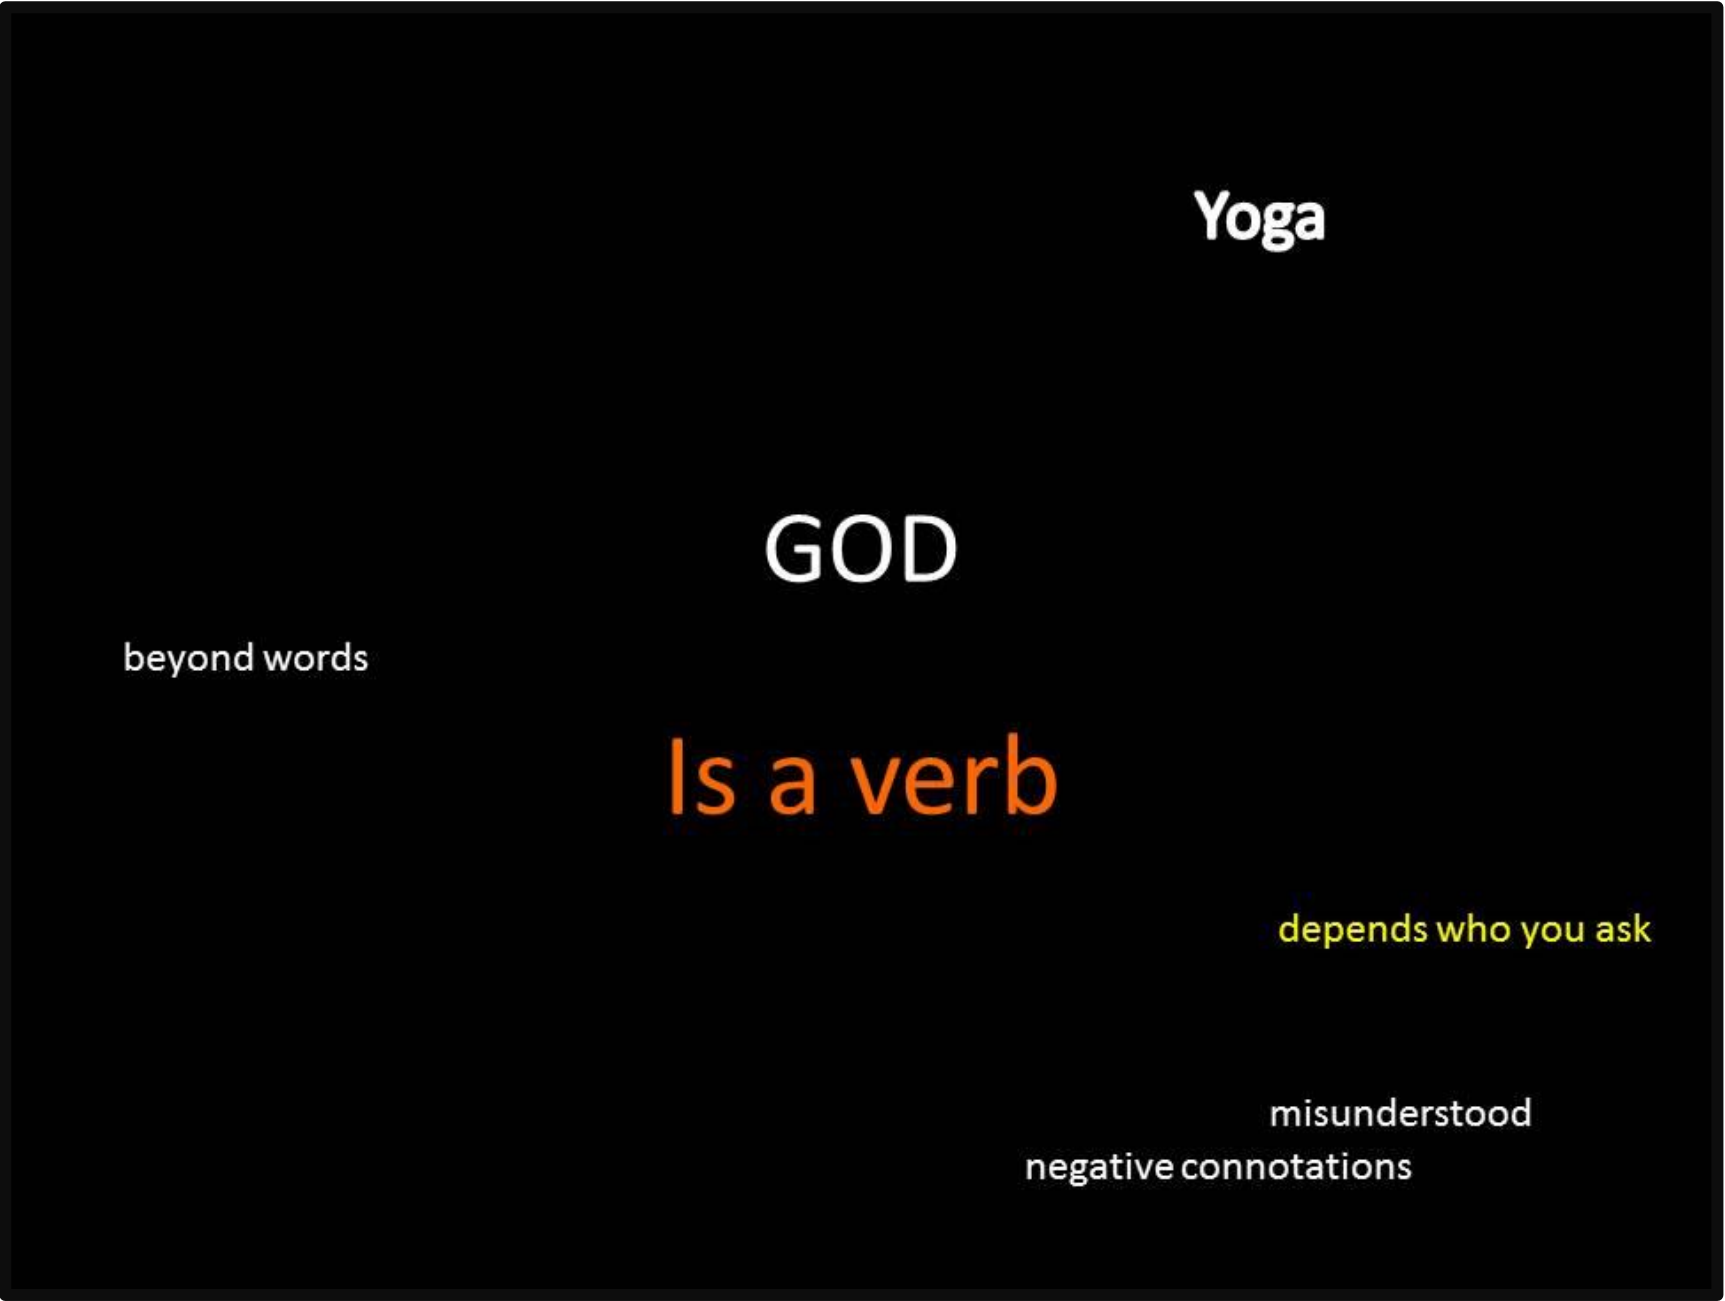 Yoga
GOD
beyond words
Is a verb
depends who you ask
misunderstood
negative connotations